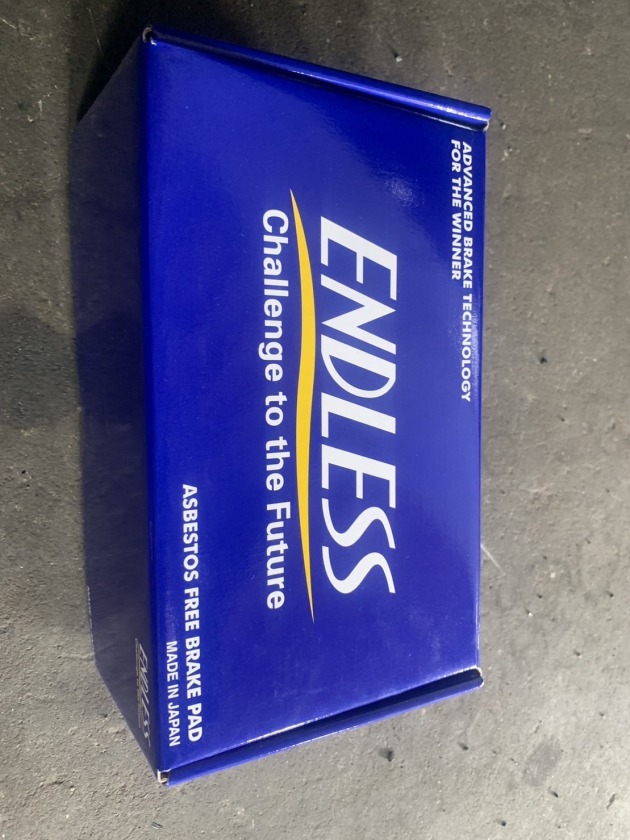 ADVANCED BRAKE TECHNOLOGY
FOR THE WINNER
ENDLESS
Challenge to the Future
ASBESTOS FREE BRAKE PAD
MADE IN JAPAN
ENDLESS